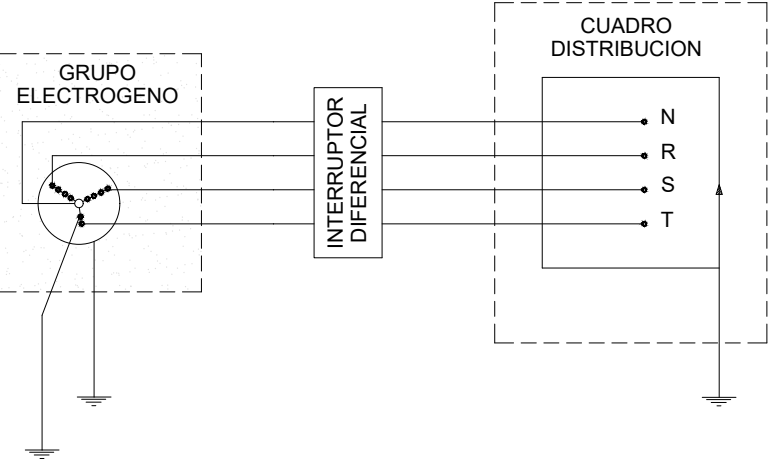 GRUPO
ELECTROGENO
INTERRUPTOR
DIFERENCIAL
CUADRO
DISTRIBUCION
N
R
S
T